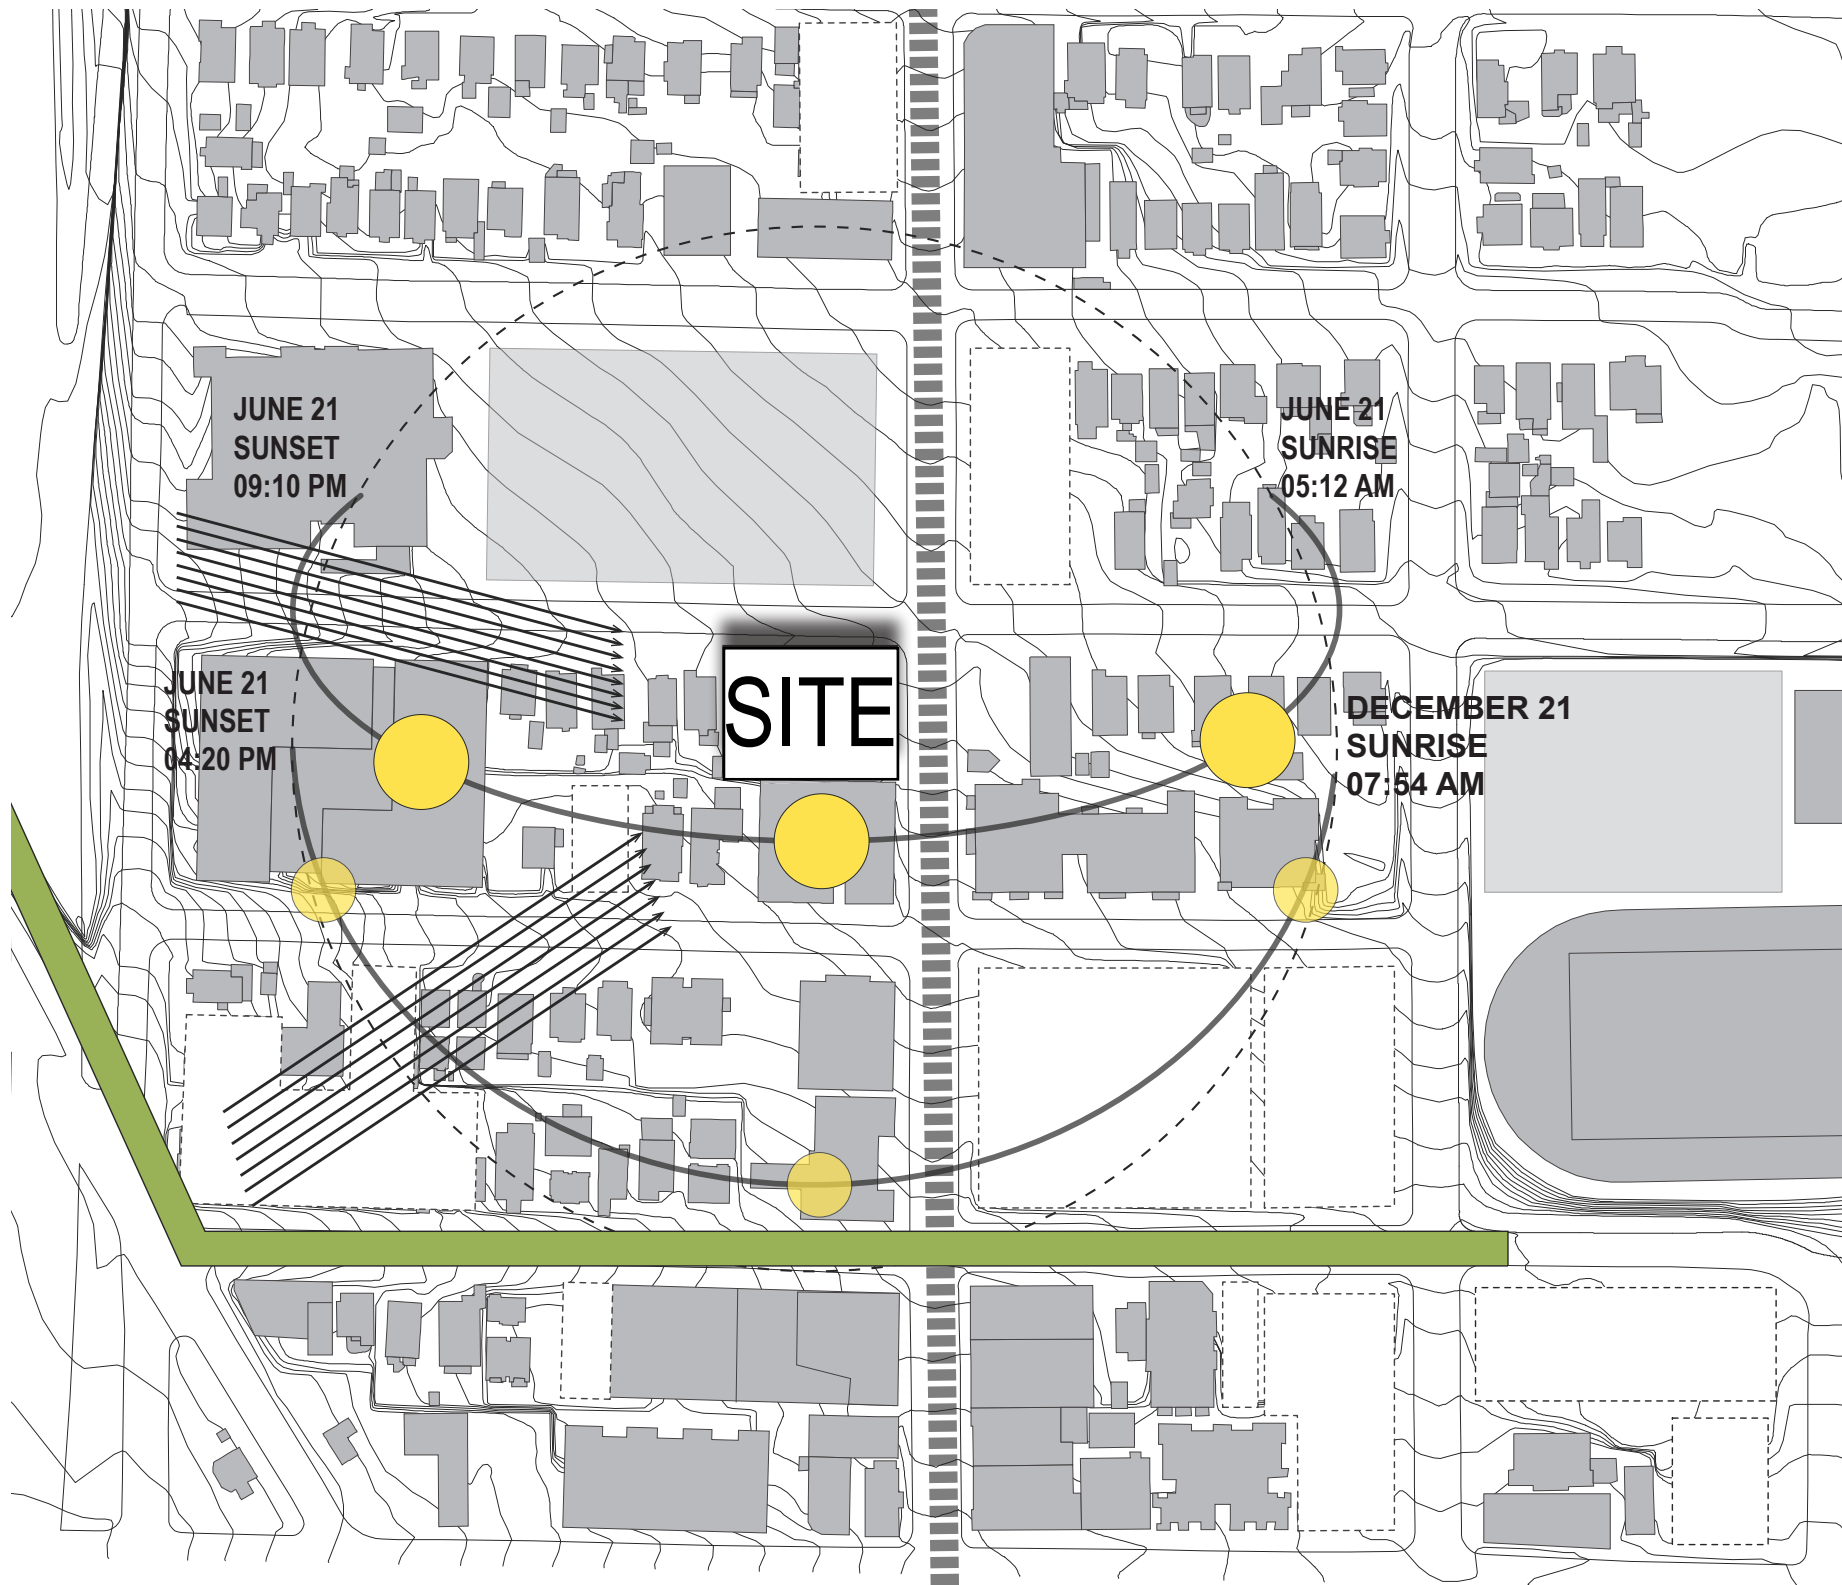 JUNE 21
SUNSET
09:10 PM
JUNE 21
SUNRISE
05:12 AM
JUNE 21
SUNSET
04:20 PM
SITE
DECEMBER 21
SUNRISE
07:54 AM